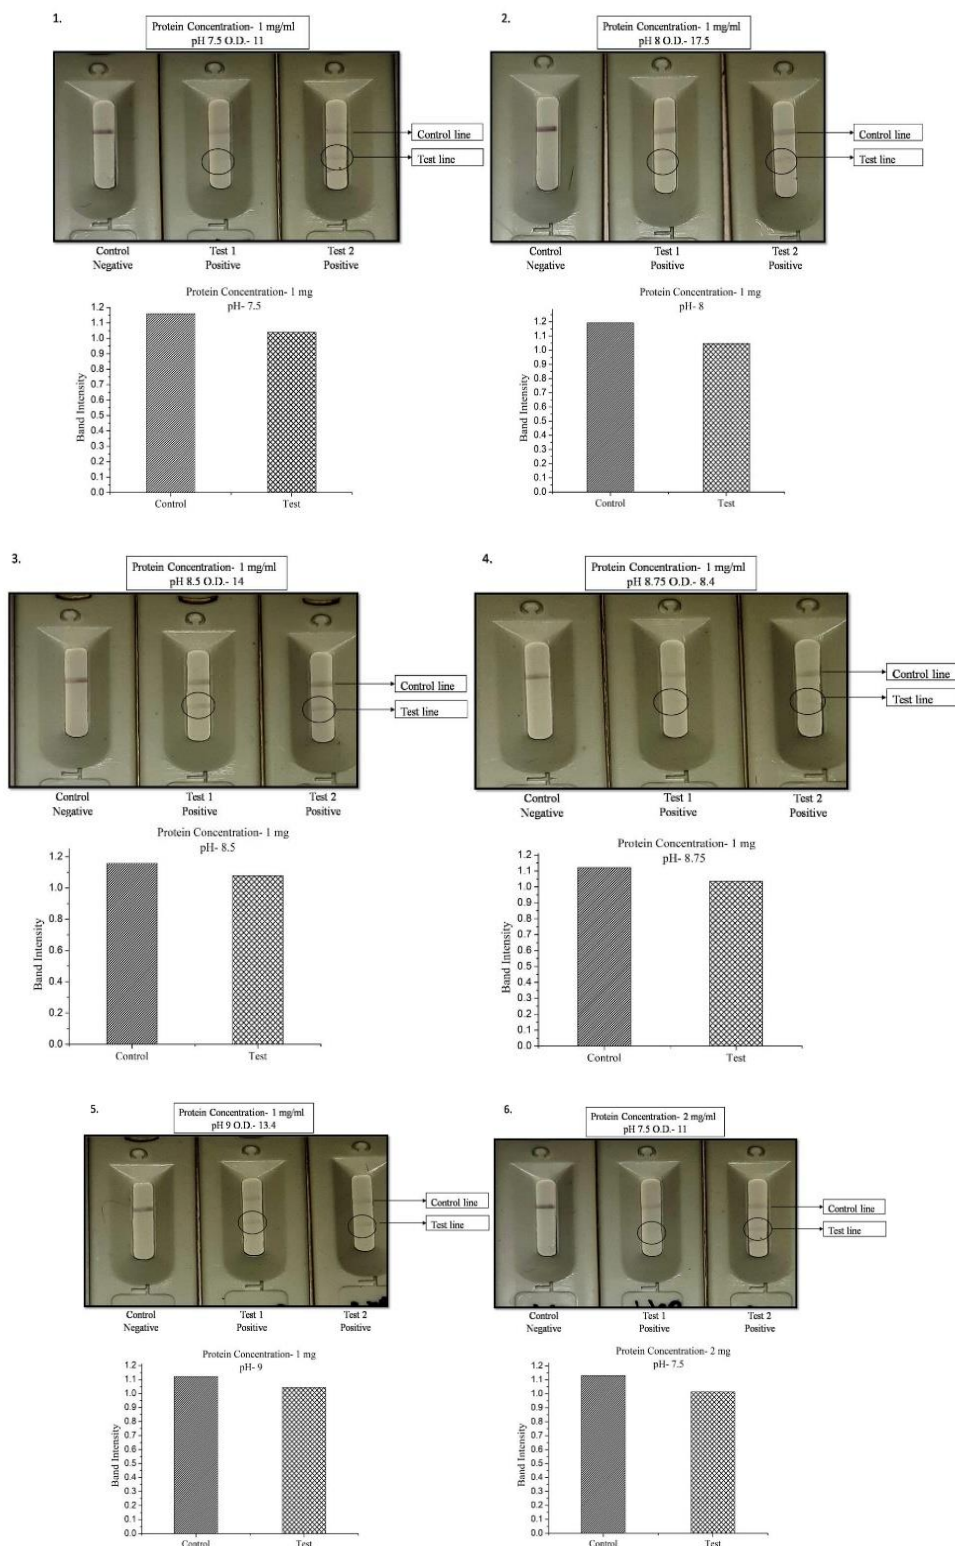 1.
Protein Concentration- 1 mg/ml
pH 7.5 O.D.- 11
C
C
C
Control line
Test line
T
T
T
Control
Negative
Test 1
Positive
Test 2
Positive
Protein Concentration- 1 mg
pH- 7.5
Band Intensity
1.2
1.1
1.0
0.9
0.8
0.7
0.6
0.5
0.4
0.3
0.2
0.1
0.0
Control
Test
2.
Protein Concentration- 1 mg/ml
pH 8 O.D.- 17.5
C
C
C
Control line
Test line
T
T
T
Control
Negative
Test 1
Positive
Test 2
Positive
Protein Concentration- 1 mg
pH- 8
Band Intensity
1.2
1.1
1.0
0.9
0.8
0.7
0.6
0.5
0.4
0.3
0.2
0.1
0.0
Control
Test
3.
Protein Concentration- 1 mg/ml
pH 8.5 O.D.- 14
C
C
C
Control line
Test line
T
T
T
Control
Negative
Test 1
Positive
Test 2
Positive
Protein Concentration- 1 mg
pH- 8.5
Band Intensity
1.2
1.0
0.8
0.6
0.4
0.2
0.0
Control
Test
4.
Protein Concentration- 1 mg/ml
pH 8.75 O.D.- 8.4
C
C
C
Control line
Test line
T
T
T
Control
Negative
Test 1
Positive
Test 2
Positive
Protein Concentration- 1 mg
pH- 8.75
Band Intensity
1.2
1.1
1.0
0.9
0.8
0.7
0.6
0.5
0.4
0.3
0.2
0.1
0.0
Control
Test
5.
Protein Concentration- 1 mg/ml
pH 9 O.D.- 13.4
C
C
C
Control line
Test line
T
T
T
Control
Negative
Test 1
Positive
Test 2
Positive
Protein Concentration- 1 mg
pH- 9
Band Intensity
1.2
1.1
1.0
0.9
0.8
0.7
0.6
0.5
0.4
0.3
0.2
0.1
0.0
Control
Test
6.
Protein Concentration- 2 mg/ml
pH 7.5 O.D.- 11
C
C
C
Control line
Test line
T
T
T
Control
Negative
Test 1
Positive
Test 2
Positive
Protein Concentration- 2 mg
pH- 7.5
Band Intensity
1.2
1.1
1.0
0.9
0.8
0.7
0.6
0.5
0.4
0.3
0.2
0.1
0.0
Control
Test